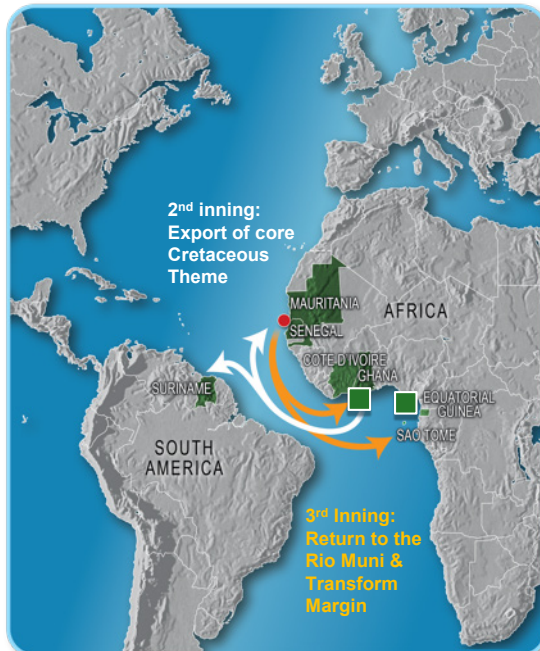 2nd inning:
Export of core
Cretaceous
Theme
MAURITANIA
AFRICA
SENEGAL
COTE D'IVOIRE
GHANA
SURINAME
EQUATORIAL
GUINEA
SAO TOME
SOUTH
AMERICA
3rd Inning:
Return to the
Rio Muni &
Transform
Margin